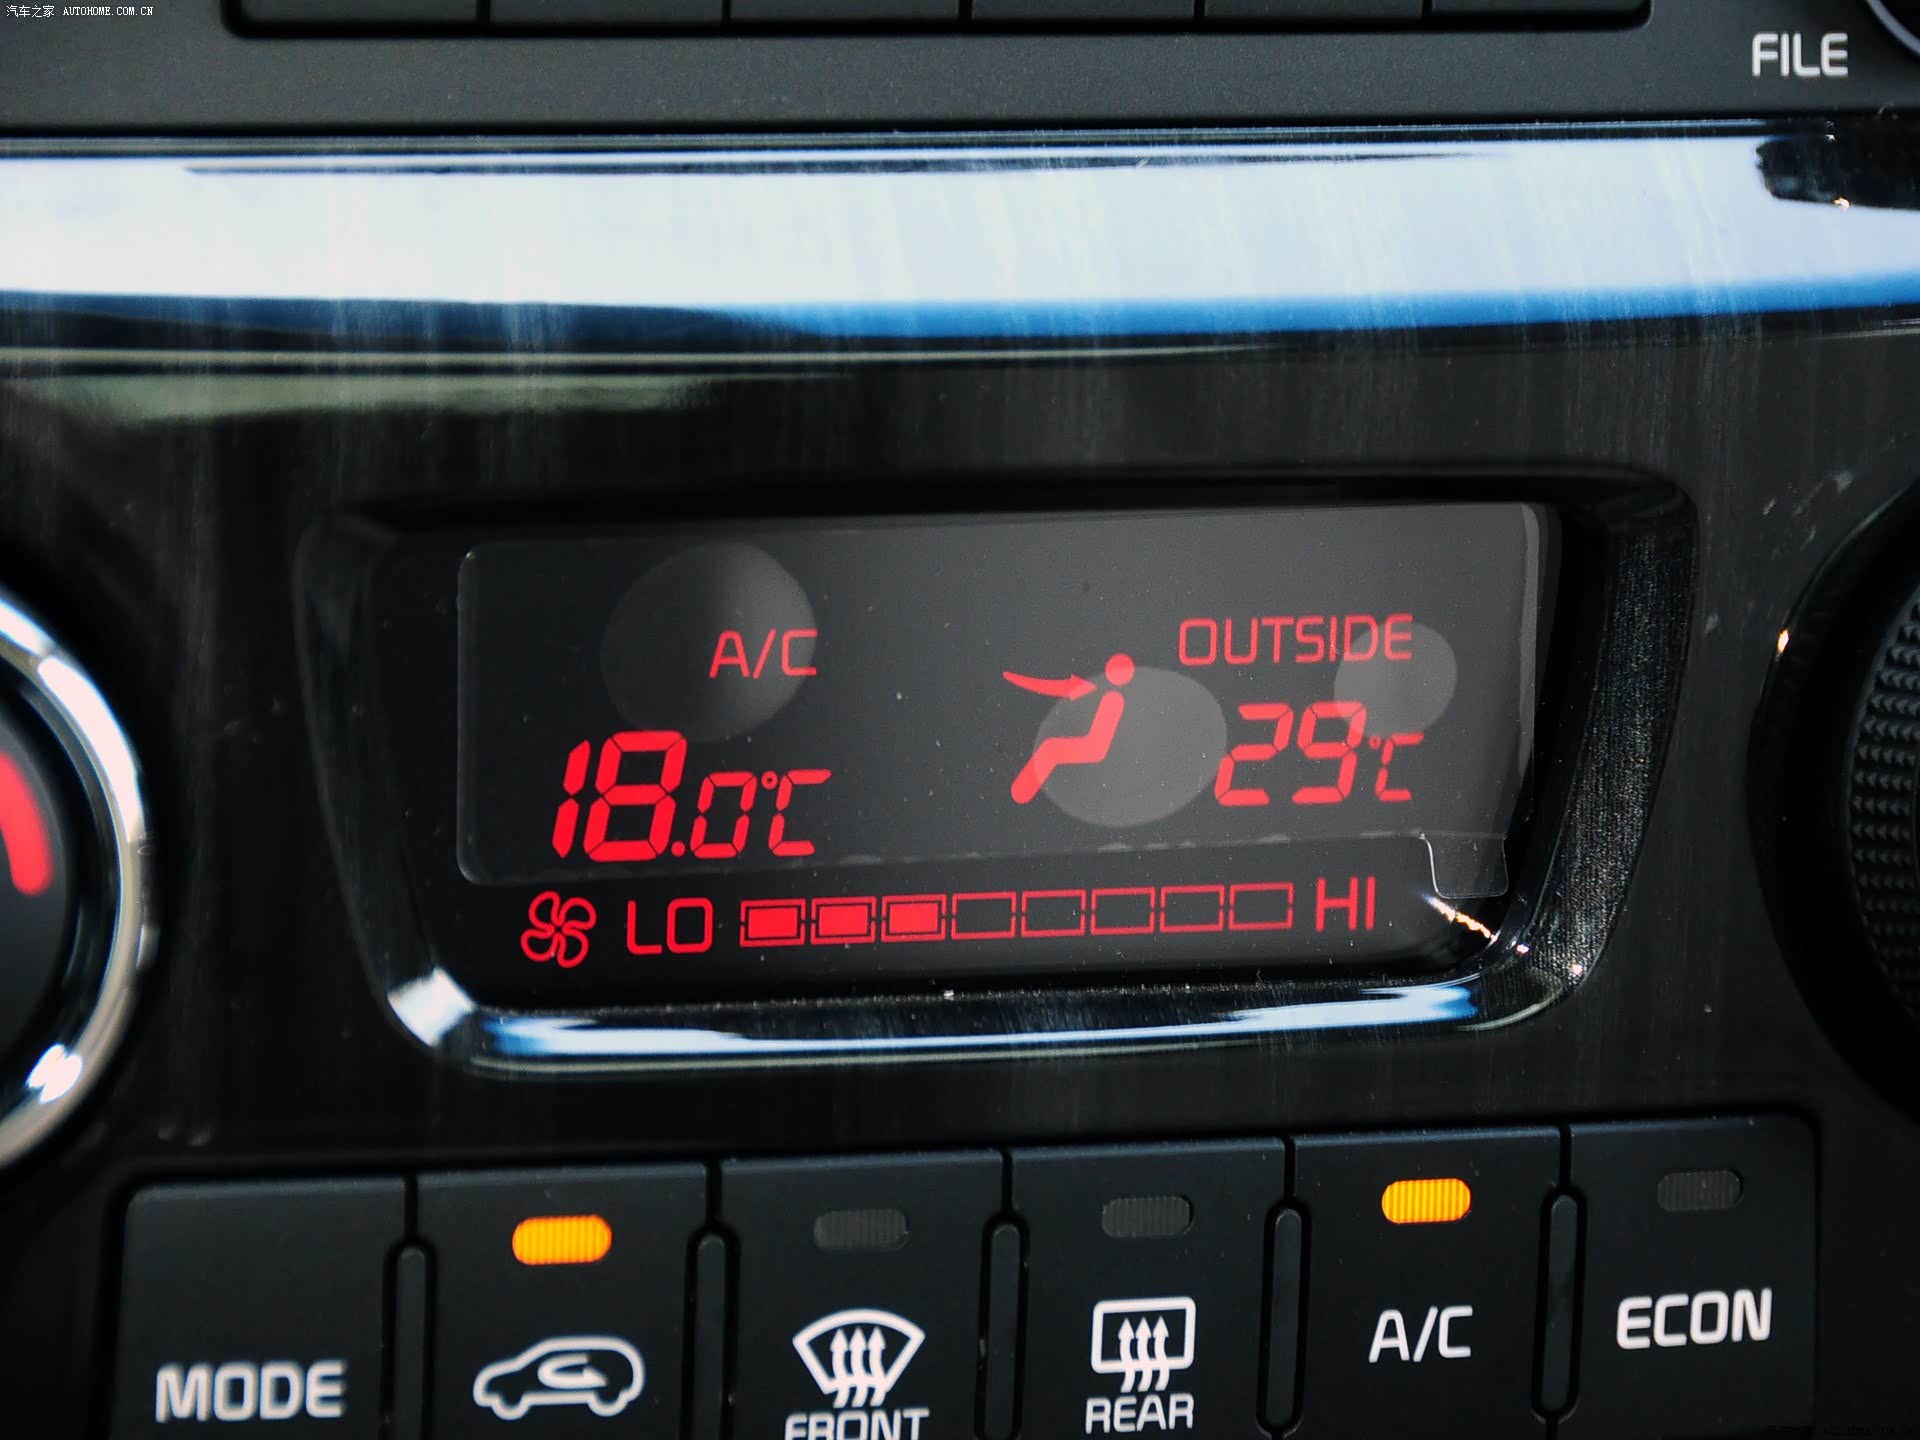 汽车之家 AUTOHOME.COM.CN
FILE
A/C
OUTSIDE
18.0°C
29°C
LO
HI
MODE
FRONT
REAR
A/C
ECON